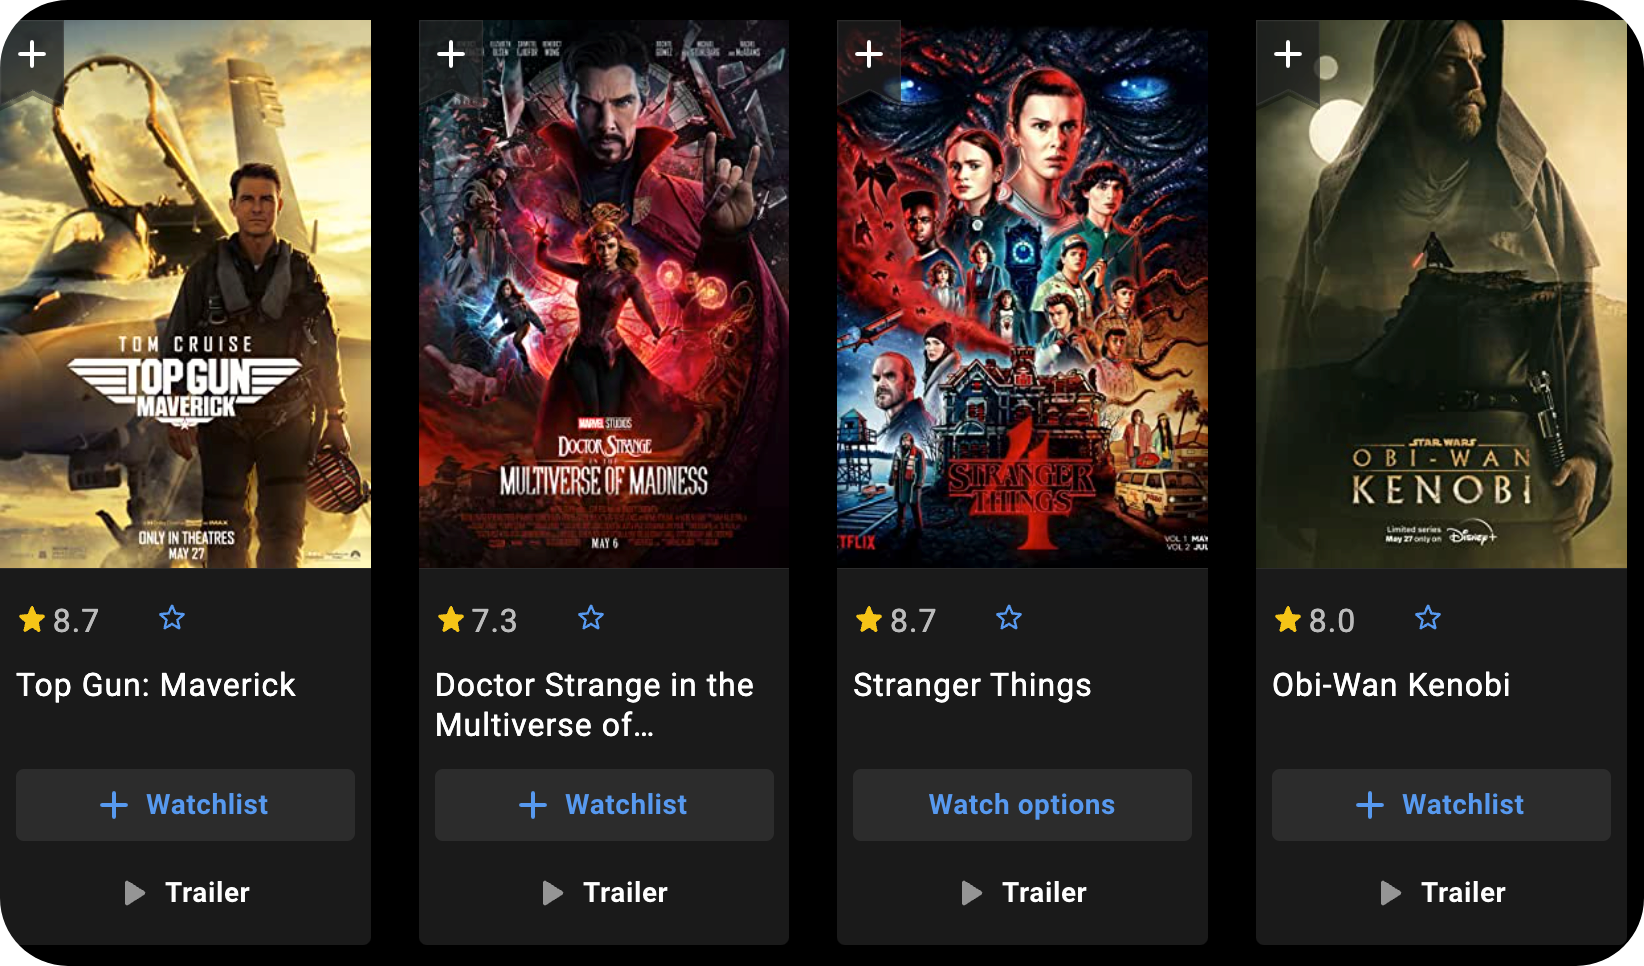 TOM CRUISE
TOP GUN
MAVERICK
ONLY IN THEATRES
MAY 27
8.7
Top Gun: Maverick
Watchlist
Trailer
MARVEL STUDIOS
DOCTOR STRANGE
IN THE
MULTIVERSE OF MADNESS
MAY 6
7.3
Doctor Strange in the
Multiverse of…
Watchlist
Trailer
4
STRANGER
THINGS
TFLIX
VOL 1 MAY
VOL 2 JUL
8.7
Stranger Things
Watch options
Trailer
STAR WARS
OBI-WAN
KENOBI
Limited series
May 27 only on Disney+
8.0
Obi-Wan Kenobi
Watchlist
Trailer